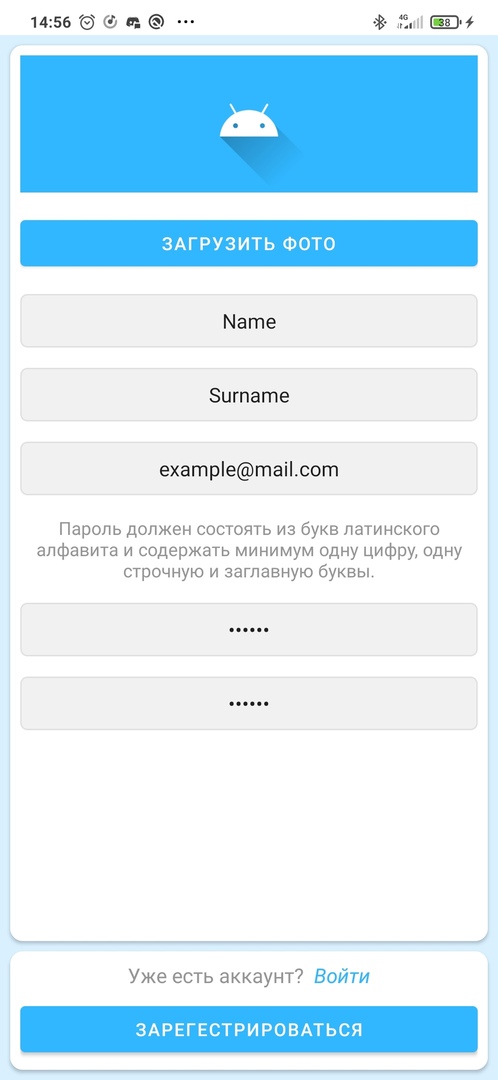 14:56
4G
38
ЗАГРУЗИТЬ ФОТО
Name
Surname
example@mail.com
Пароль должен состоять из букв латинского
алфавита и содержать минимум одну цифру, одну
строчную и заглавную буквы.
••••••
••••••
Уже есть аккаунт? Войти
ЗАРЕГЕСТРИРОВАТЬСЯ